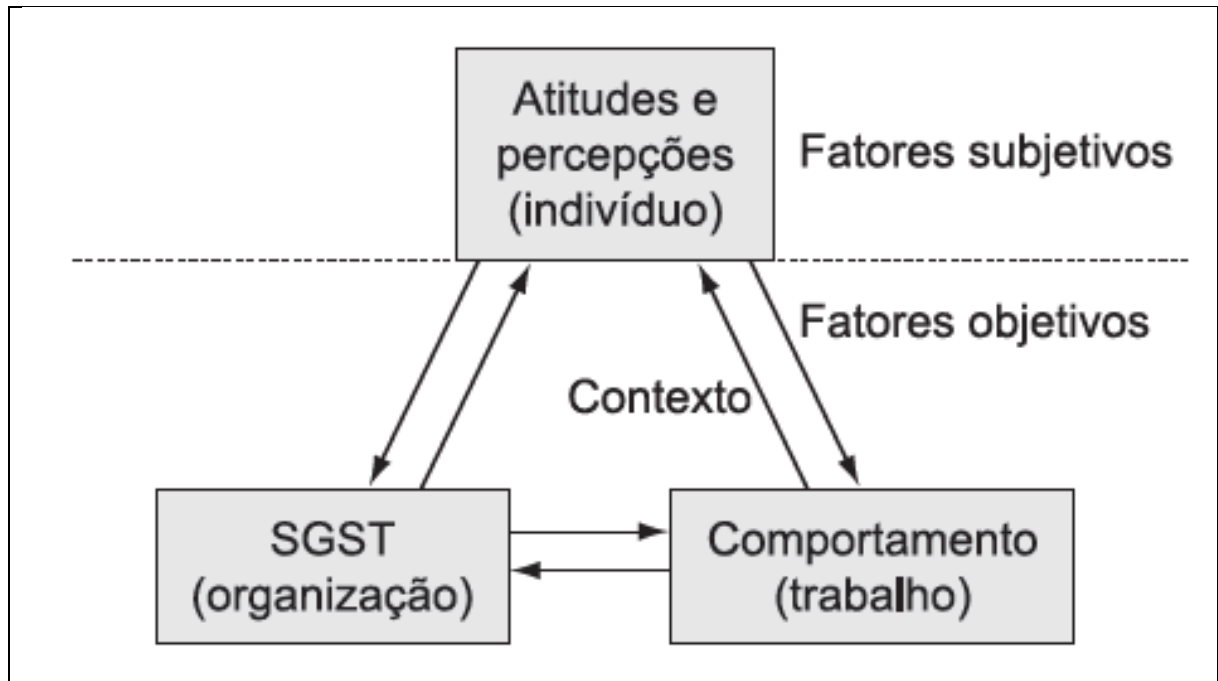 Atitudes e
percepções
(indivíduo)
Fatores subjetivos
Fatores objetivos
Contexto
SGST
(organização)
Comportamento
(trabalho)